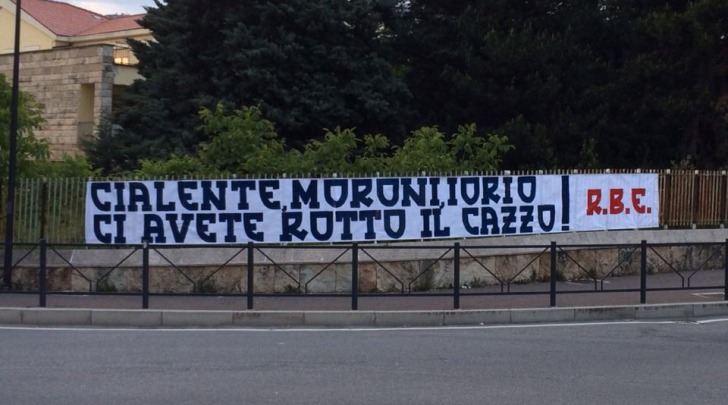 CIALENTE, MORONI, IORIO
CI AVETE ROTTO IL CAZZO!
R.B.E.